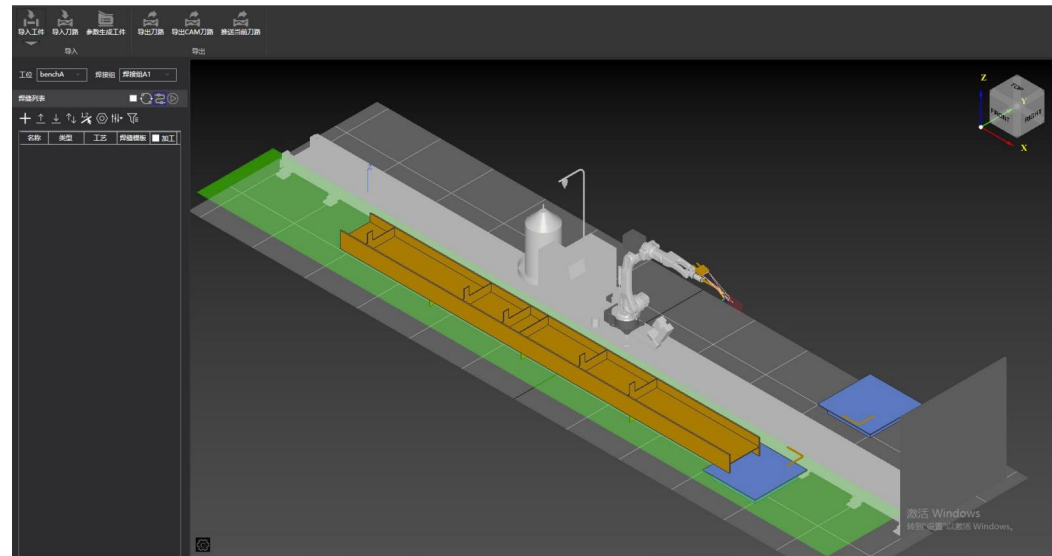 导入工件 导入刀路 参数生成工件 导出刀路 导出CAM刀路 推送当前刀路
导入 导出
工位 benchA 焊接组 焊接组A1
焊缝列表
名称 类型 工艺 焊缝模板 加工
Z
TOP
Y
FRONT RIGHT
X
激活 Windows
转到"设置"以激活 Windows。